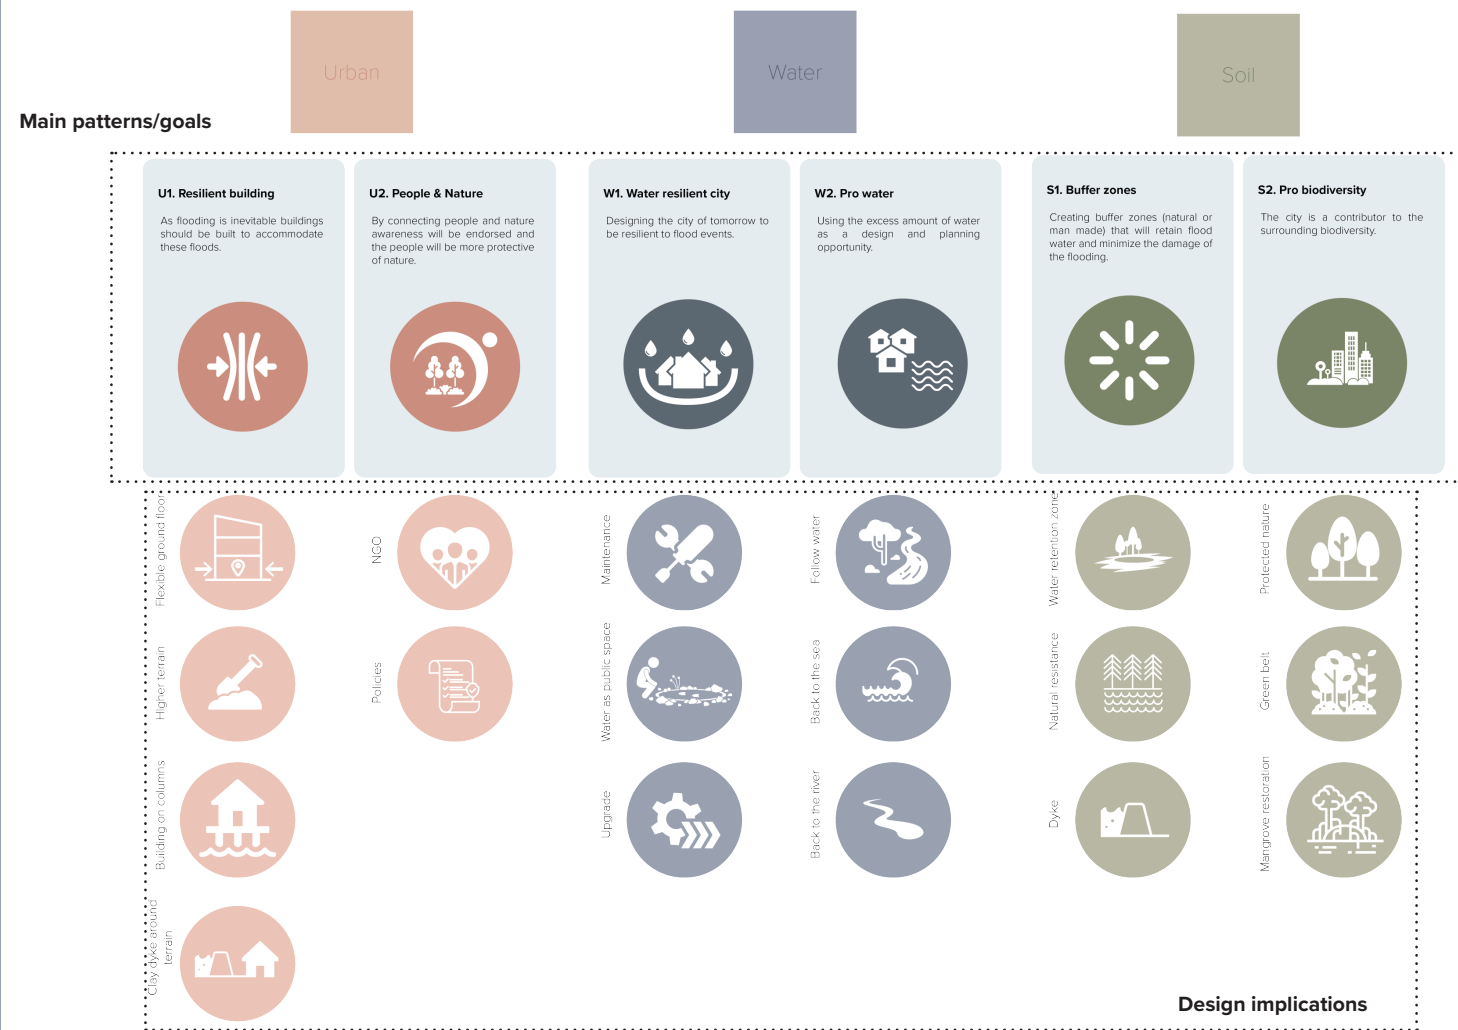 Urban
Water
Soil
Main patterns/goals
U1. Resilient building
As flooding is inevitable buildings
should be built to accommodate
these floods.
U2. People & Nature
By connecting people and nature
awareness will be endorsed and
the people will be more protective
of nature.
W1. Water resilient city
Designing the city of tomorrow to
be resilient to flood events.
W2. Pro water
Using the excess amount of water
as a design and planning
opportunity.
S1. Buffer zones
Creating buffer zones (natural or
man made) that will retain flood
water and minimize the damage of
the flooding.
S2. Pro biodiversity
The city is a contributor to the
surrounding biodiversity.
Flexible ground floor
Higher terrain
Building on columns
Clay dyke around
terrain
NGO
Policies
Maintenance
Water as public space
Upgrade
Follow water
Back to the sea
Back to the river
Water retention zone
Natural resistance
Dyke
Protected nature
Green belt
Mangrove restoration
Design implications